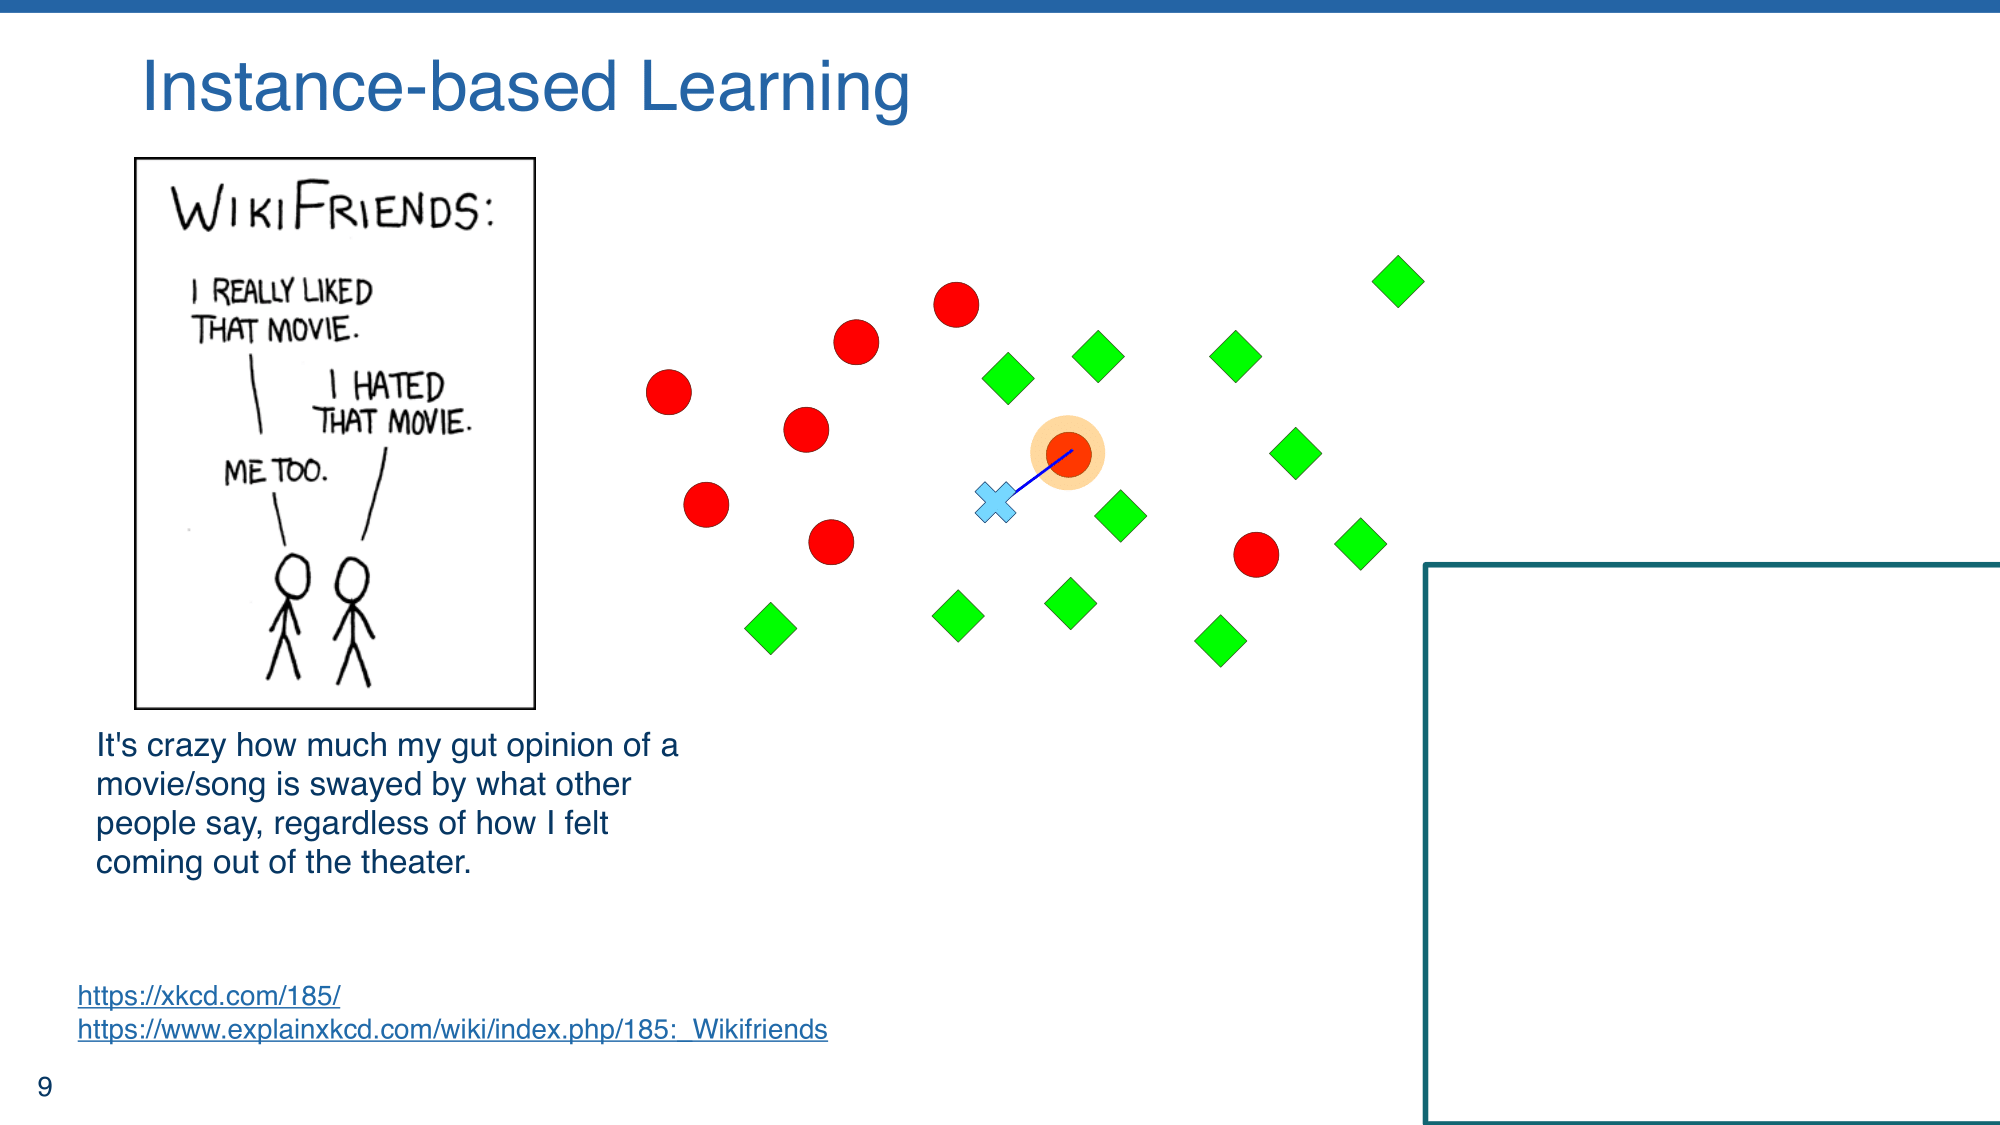 Instance-based Learning
WIKIFRIENDS:
I REALLY LIKED
THAT MOVIE.
I HATED
THAT MOVIE.
ME TOO.
It's crazy how much my gut opinion of a
movie/song is swayed by what other
people say, regardless of how I felt
coming out of the theater.
https://xkcd.com/185/
https://www.explainxkcd.com/wiki/index.php/185:_Wikifriends
9